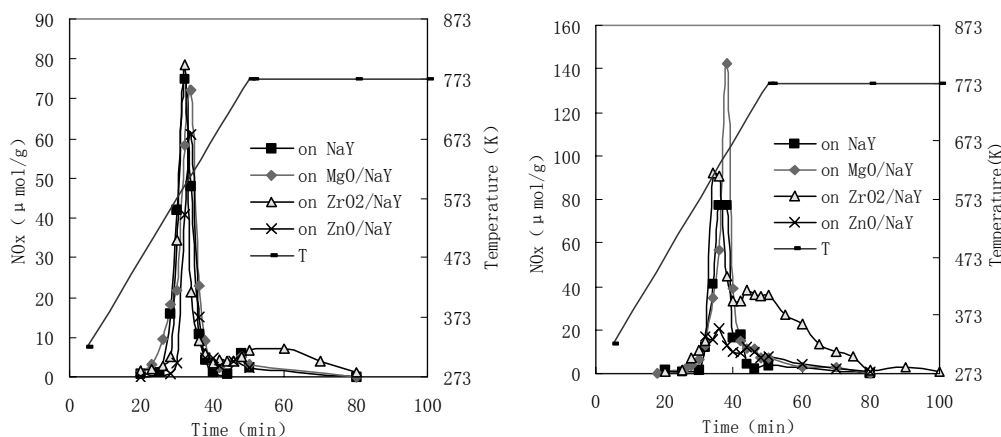 90
80
70
60
50
40
30
20
10
0
NOx (μmol/g)
0 20 40 60 80 100
Time (min)
873
773
673
573
473
373
273
Temperature (K)
on NaY
on MgO/NaY
on ZrO2/NaY
on ZnO/NaY
T
160
140
120
100
80
60
40
20
0
NOx (μmol/g)
0 20 40 60 80 100
Time (min)
873
773
673
573
473
373
273
Temperature(K)
on NaY
on MgO/NaY
on ZrO2/NaY
on ZnO/NaY
T